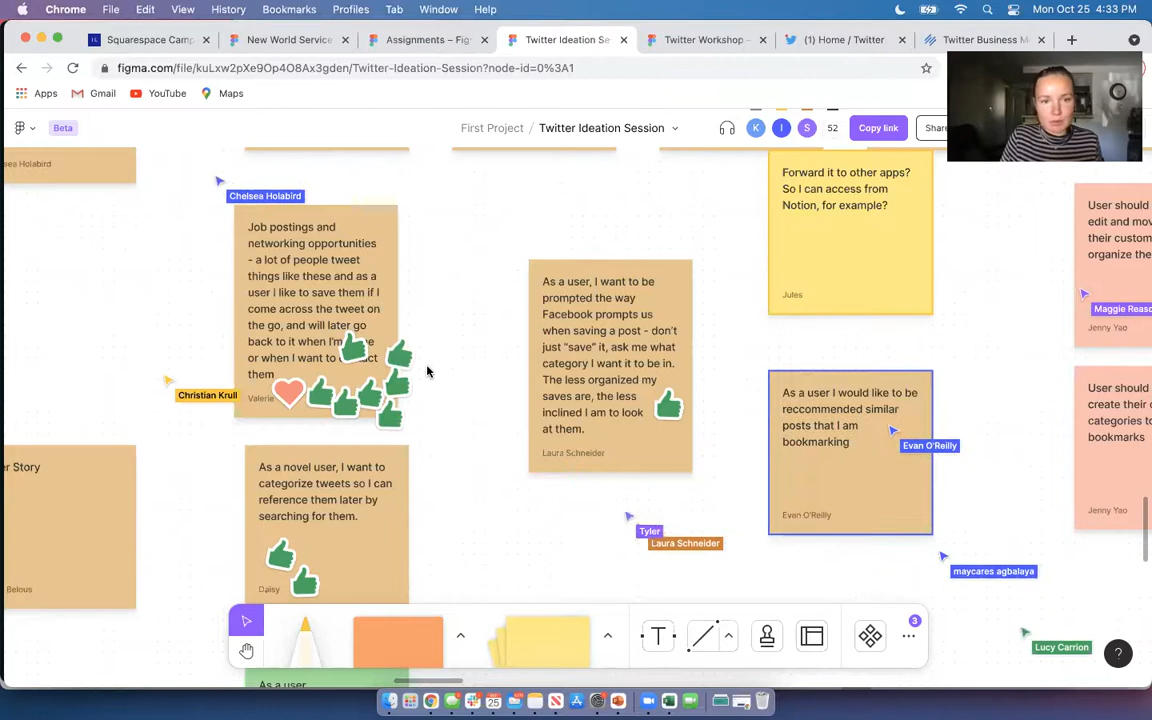 Chrome File Edit View History Bookmarks Profiles Tab Window Help
Mon Oct 25 4:33 PM
Squarespace Camp
New World Service
Assignments – Fig
Twitter Ideation Se
Twitter Workshop –
(1) Home / Twitter
Twitter Business M
figma.com/file/kuLxw2pXe9Op4O8Ax3gden/Twitter-Ideation-Session?node-id=0%3A1
Apps Gmail YouTube Maps
Beta
First Project / Twitter Ideation Session
K I S 52
Copy link
Share
sea Holabird
Chelsea Holabird
Job postings and
networking opportunities
- a lot of people tweet
things like these and as a
user I like to save them if I
come across the tweet on
the go, and will later go
back to it when I'm
or when I want to
them
Valerie
Christian Krull
As a user, I want to be
prompted the way
Facebook prompts us
when saving a post - don't
just “save” it, ask me what
category I want it to be in.
The less organized my
saves are, the less
inclined I am to look
at them.
Laura Schneider
Forward it to other apps?
So I can access from
Notion, for example?
Jules
User should
edit and mov
their custom
organize the
Maggie Reaso
Jenny Yao
As a user I would like to be
reccommended similar
posts that I am
bookmarking
Evan O'Reilly
Evan O'Reilly
User should
create their
categories to
bookmarks
Jenny Yao
er Story
Belous
As a novel user, I want to
categorize tweets so I can
reference them later by
searching for them.
Daisy
Tyler
Laura Schneider
maycares agbalaya
Lucy Carrion
As a user
T
3
?
25